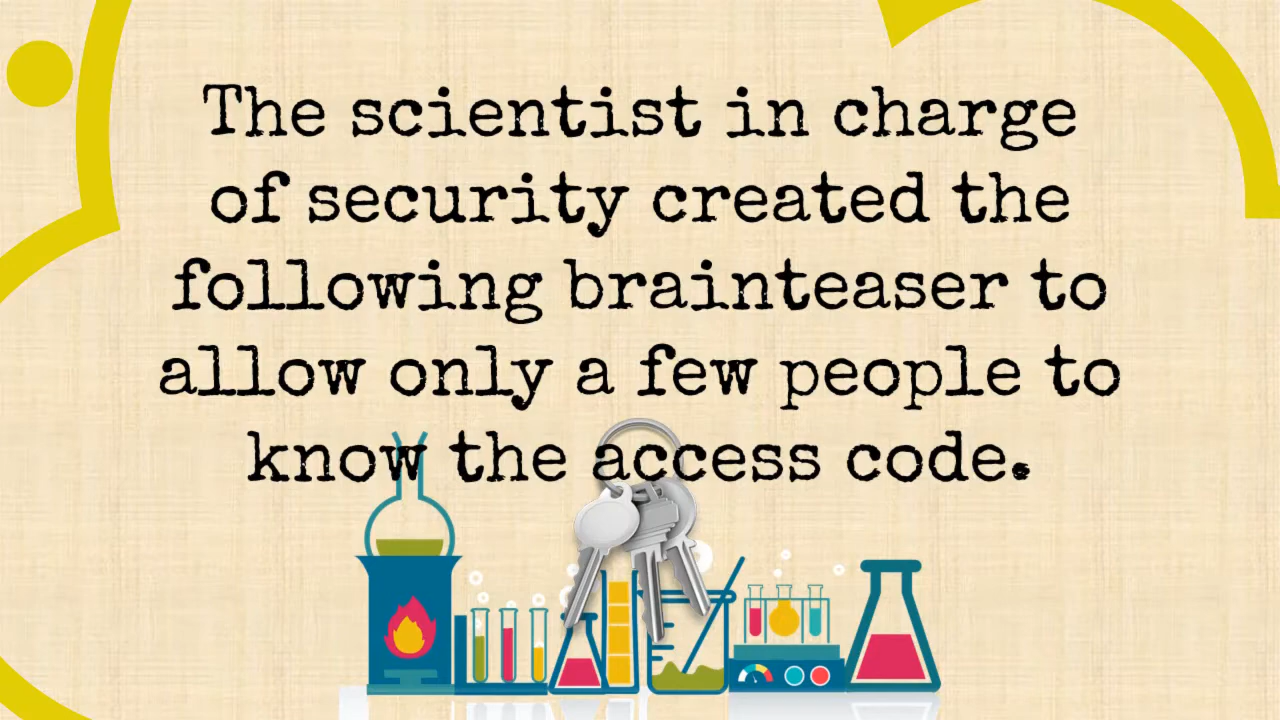 The scientist in charge
of security created the
following brainteaser to
allow only a few people to
know the access code.